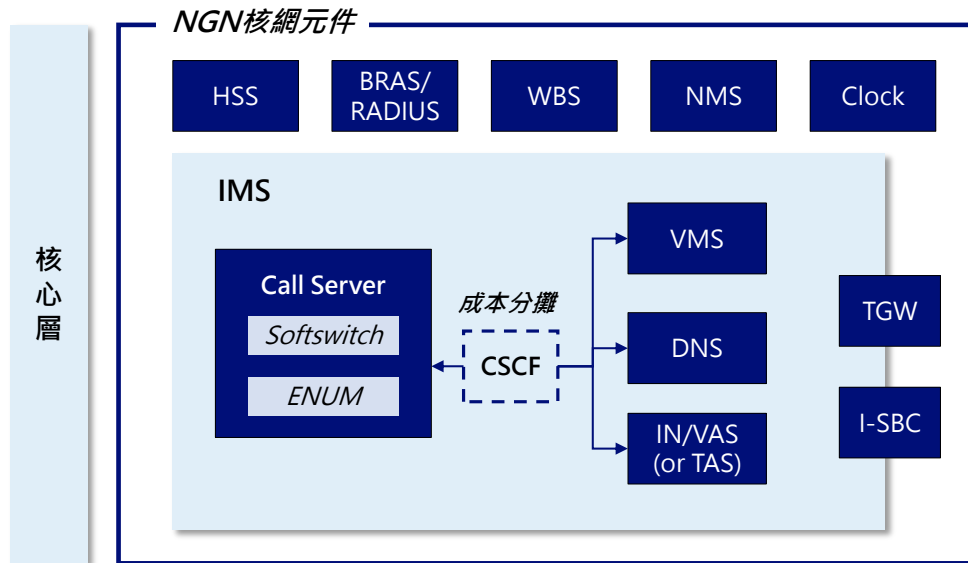 NGN核網元件
HSS
BRAS/
RADIUS
WBS
NMS
Clock
核
心
層
IMS
Call Server
Softswitch
ENUM
成本分攤
CSCF
VMS
DNS
IN/VAS
(or TAS)
TGW
I-SBC